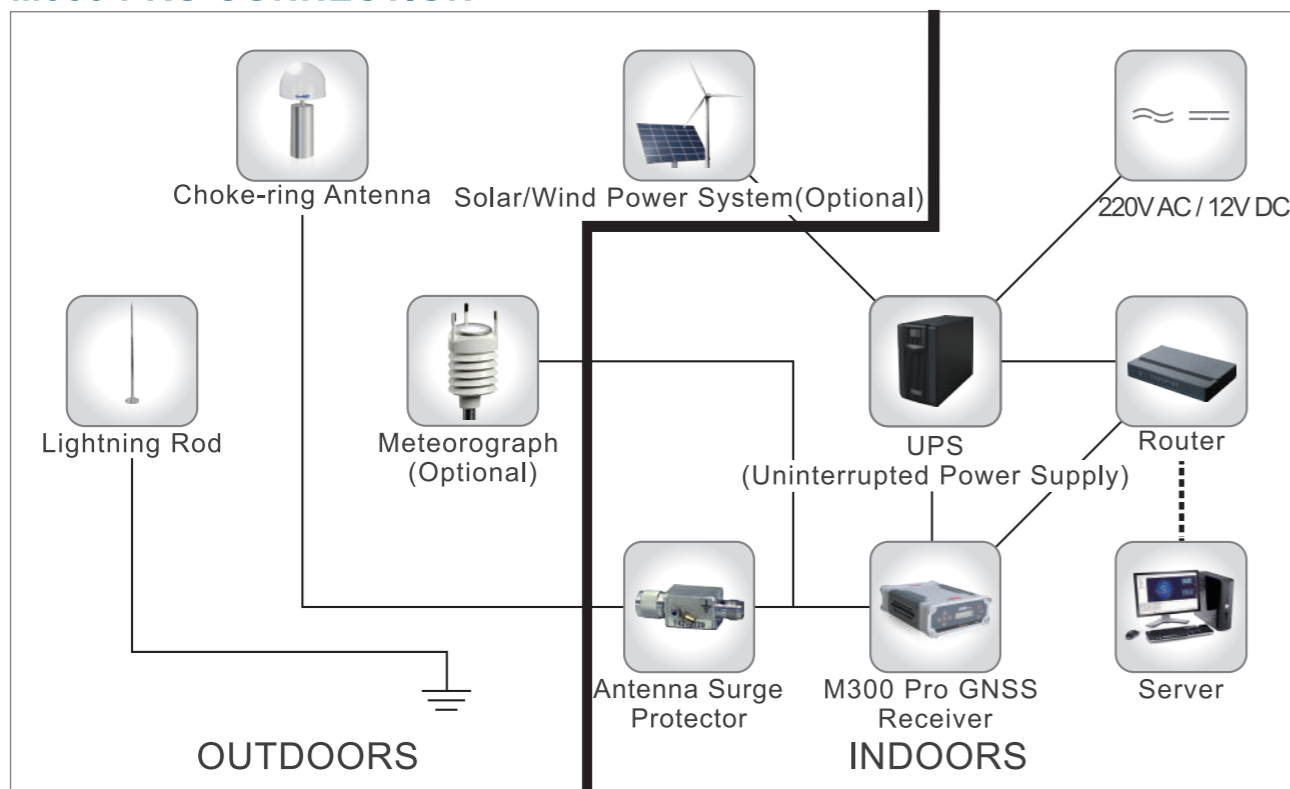 Choke-ring Antenna
Solar/Wind Power System(Optional)
220V AC / 12V DC
Lightning Rod
Meteorograph
(Optional)
UPS
(Uninterrupted Power Supply)
Router
Antenna Surge
Protector
M300 Pro GNSS
Receiver
Server
OUTDOORS
INDOORS